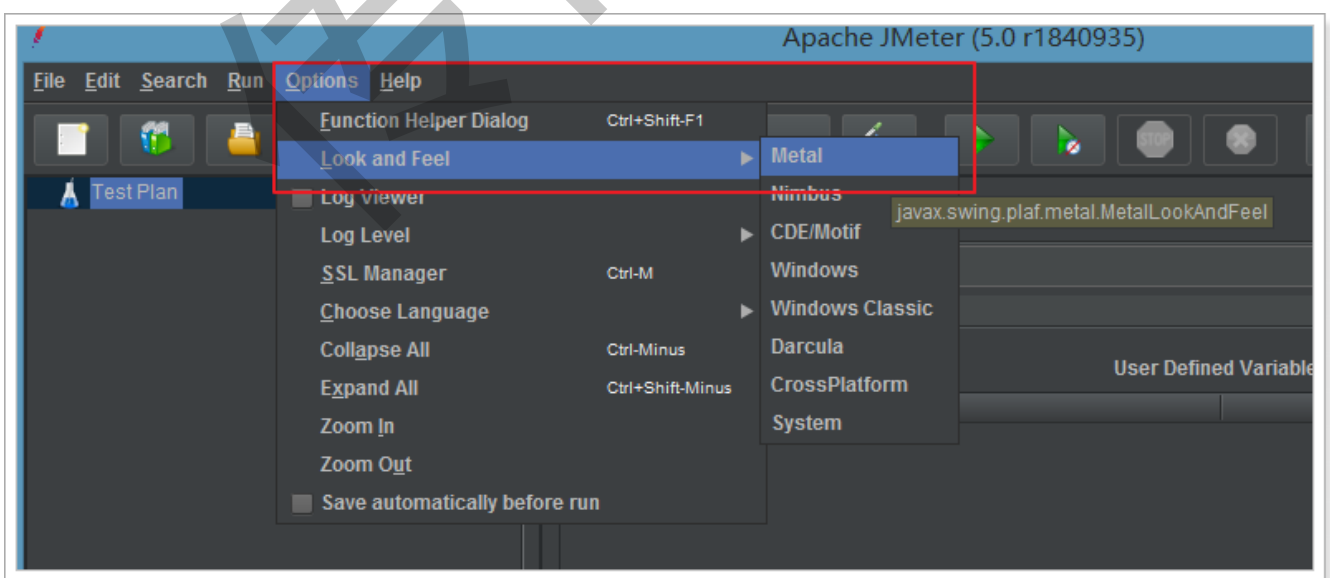 Apache JMeter (5.0 r1840935)
File Edit Search Run Options Help
Function Helper Dialog Ctrl+Shift-F1
Look and Feel
Log Viewer
Log Level
SSL Manager Ctrl-M
Choose Language
Collapse All Ctrl-Minus
Expand All Ctrl+Shift-Minus
Zoom In
Zoom Out
Save automatically before run
Metal
Nimbus
CDE/Motif
Windows
Windows Classic
Darcula
CrossPlatform
System
javax.swing.plaf.metal.MetalLookAndFeel
STOP
Test Plan
User Defined Variable